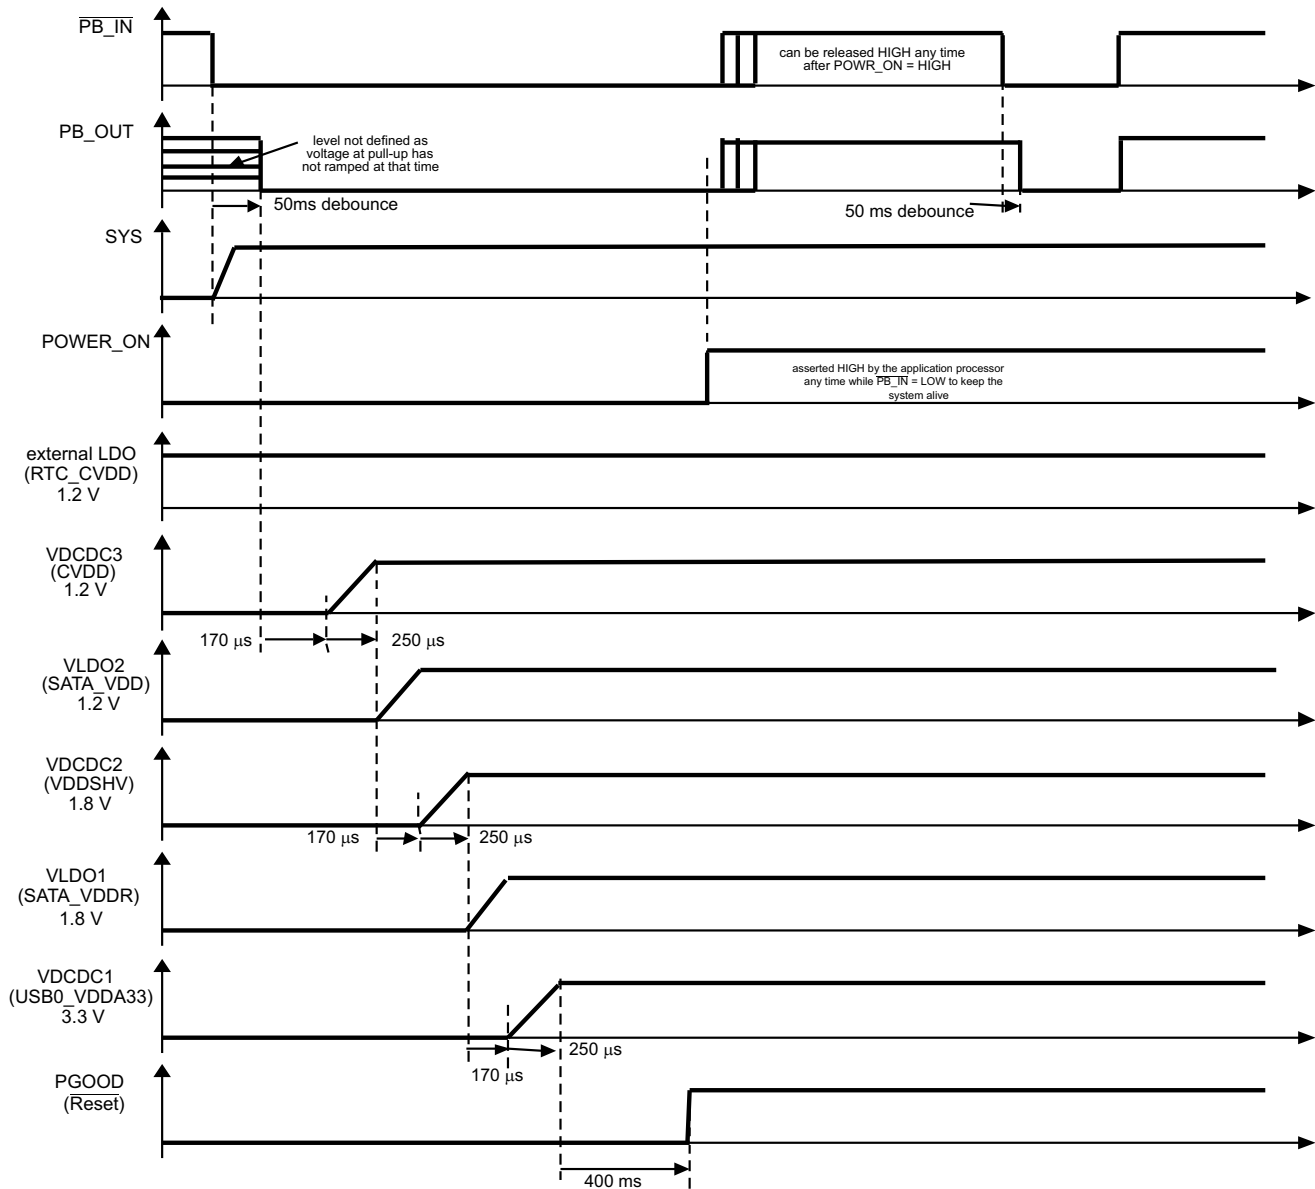 PB_IN
can be released HIGH any time
after POWR_ON = HIGH
PB_OUT
level not defined as
voltage at pull-up has
not ramped at that time
50ms debounce
50 ms debounce
SYS
POWER_ON
asserted HIGH by the application processor
any time while PB_IN = LOW to keep the
system alive
external LDO
(RTC_CVDD)
1.2 V
VDCDC3
(CVDD)
1.2 V
170 μs
250 μs
VLDO2
(SATA_VDD)
1.2 V
VDCDC2
(VDDSHV)
1.8 V
170 μs
250 μs
VLDO1
(SATA_VDDR)
1.8 V
VDCDC1
(USB0_VDDA33)
3.3 V
250 μs
170 μs
PGOOD
(Reset)
400 ms